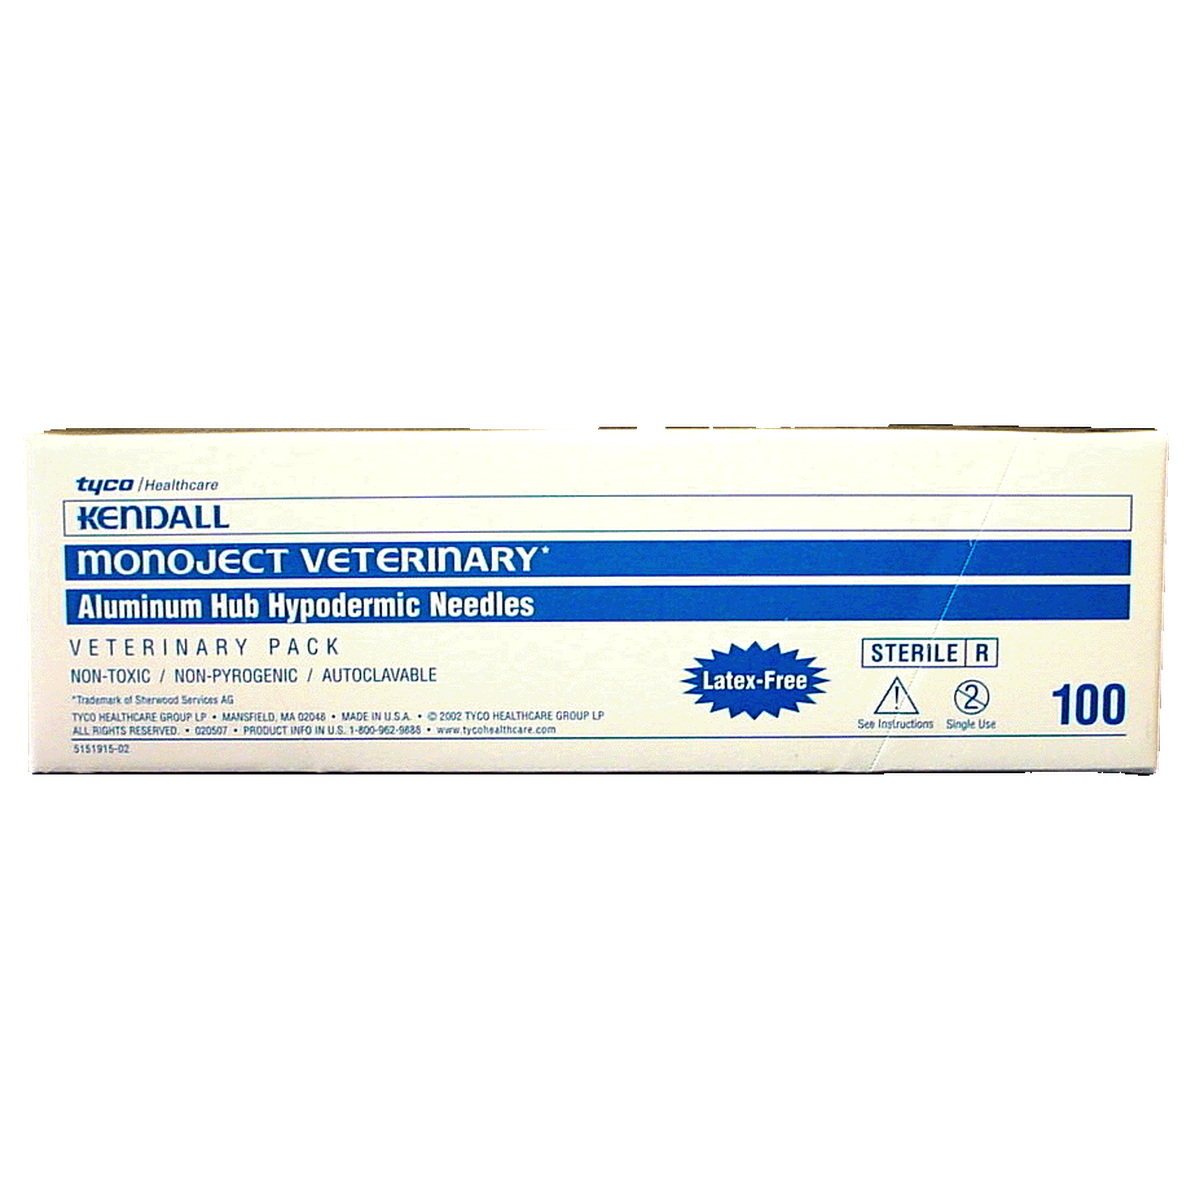 tyco / Healthcare
KENDALL
MONOJECT VETERINARY*
Aluminum Hub Hypodermic Needles
VETERINARY PACK
NON-TOXIC / NON-PYROGENIC / AUTOCLAVABLE
*Trademark of Sherwood Services AG
TYCO HEALTHCARE GROUP LP • MANSFIELD, MA 02048 • MADE IN U.S.A. • © 2002 TYCO HEALTHCARE GROUP LP
ALL RIGHTS RESERVED. • 020507 • PRODUCT INFO IN U.S. 1-800-962-9888 • www.tycohealthcare.com
5151915-02
Latex-Free
STERILE R
! 2
See Instructions Single Use
100